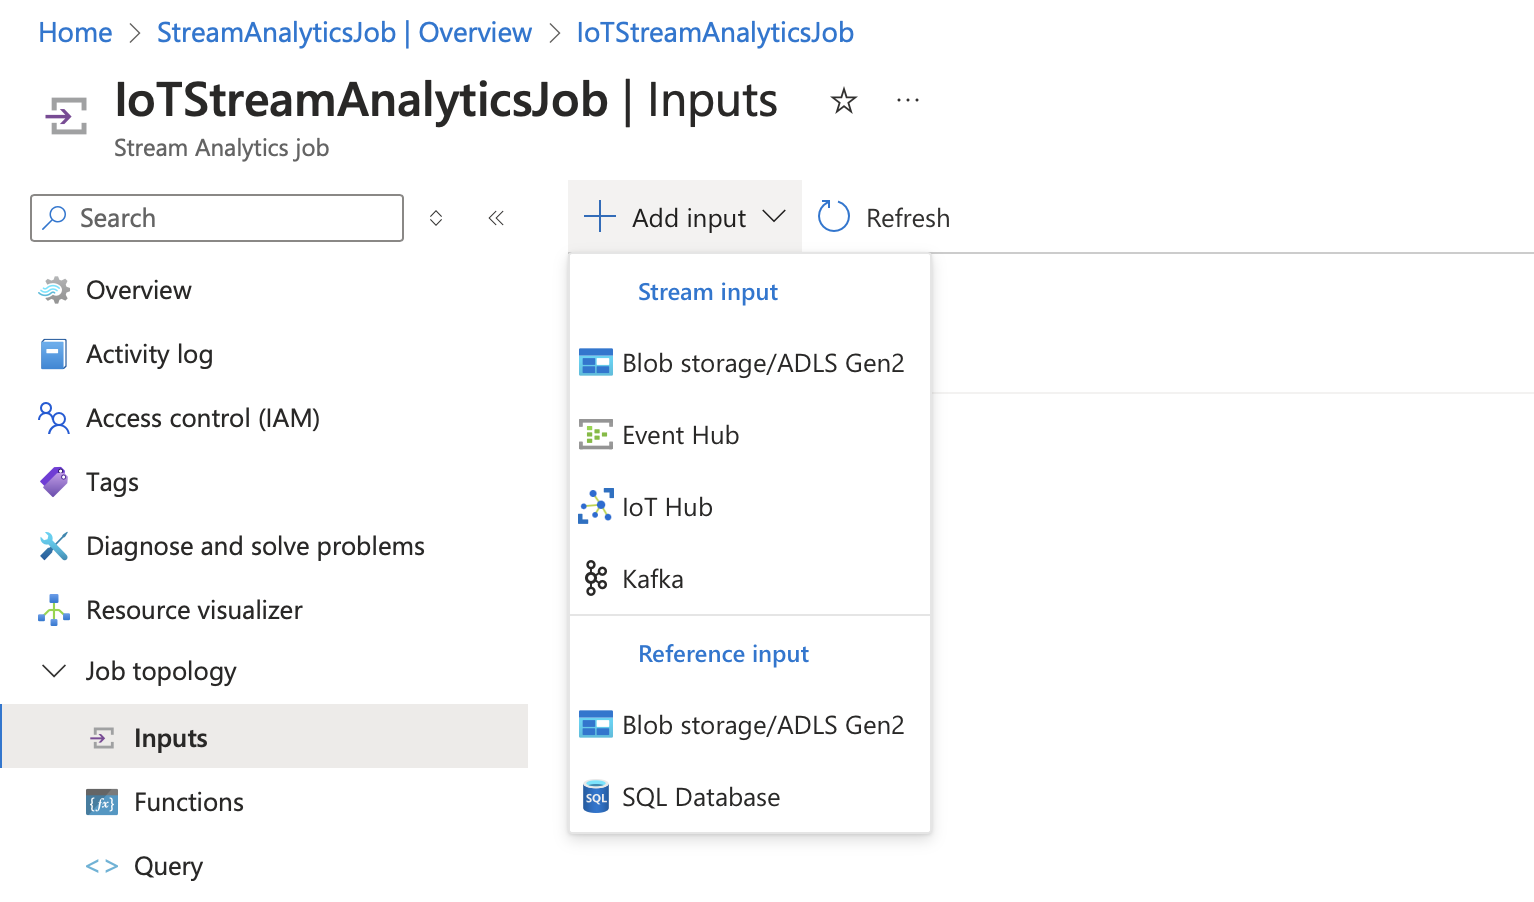 Home > StreamAnalyticsJob | Overview > IoTStreamAnalyticsJob
IoTStreamAnalyticsJob | Inputs
Stream Analytics job
Search
Add input
Refresh
Overview
Activity log
Access control (IAM)
Tags
Diagnose and solve problems
Resource visualizer
Job topology
Inputs
Functions
Query
Stream input
Blob storage/ADLS Gen2
Event Hub
IoT Hub
Kafka
Reference input
Blob storage/ADLS Gen2
SQL
SQL Database